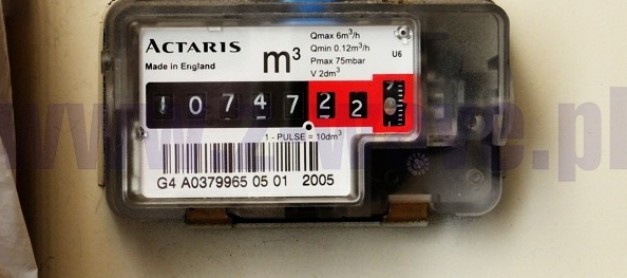 ACTARIS
Made in England
m³
Qmax 6m³/h
Qmin 0.12m³/h
Pmax 75mbar
V 2dm³
U6
1 0 7 4 7 2 2
1 - PULSE = 10dm³
G4 A0379965 05 01 2005